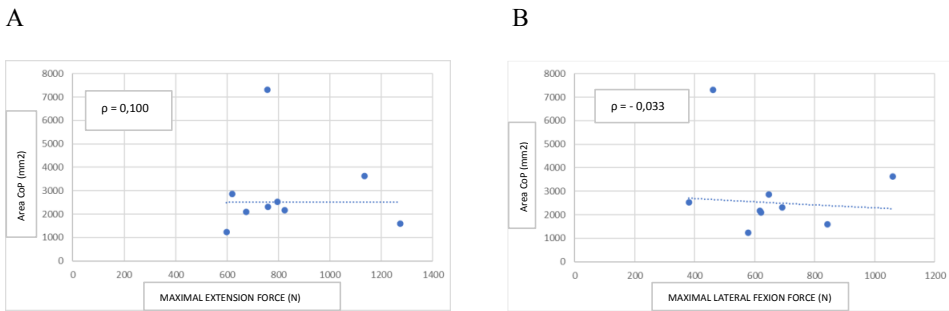 A
B
8000
7000
6000
5000
4000
3000
2000
1000
0
ρ = 0,100
Area CoP (mm2)
0 200 400 600 800 1000 1200 1400
MAXIMAL EXTENSION FORCE (N)
8000
7000
6000
5000
4000
3000
2000
1000
0
ρ = - 0,033
Area CoP (mm2)
0 200 400 600 800 1000 1200
MAXIMAL LATERAL FEXION FORCE (N)